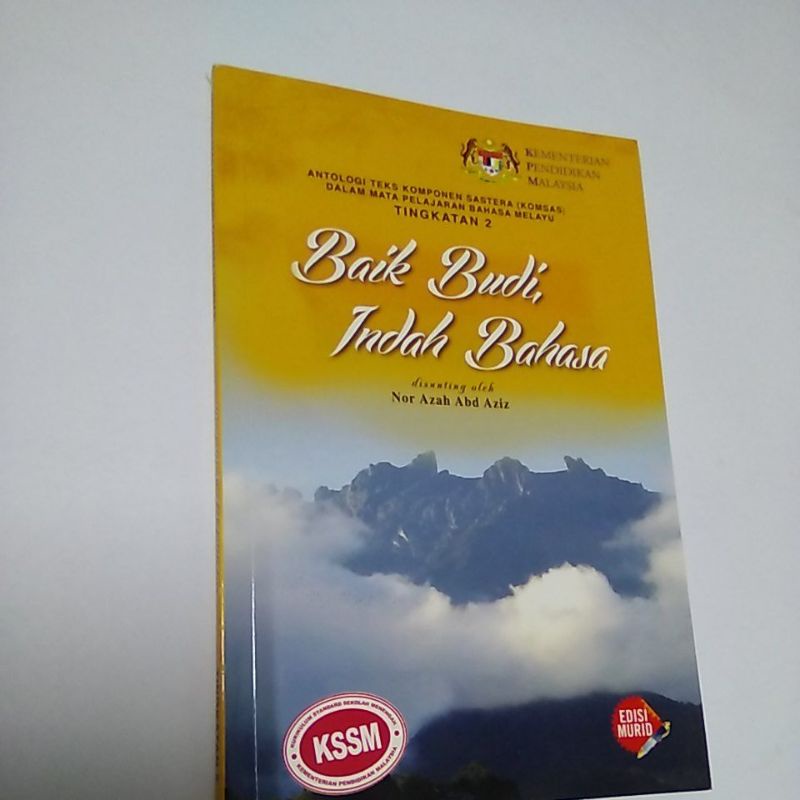 KEMENTERIAN
PENDIDIKAN
MALAYSIA
ANTOLOGI TEKS KOMPONEN SASTERA (KOMSAS)
DALAM MATA PELAJARAN BAHASA MELAYU
TINGKATAN 2
Baik Budi,
Indah Bahasa
disunting oleh
Nor Azah Abd Aziz
KURIKULUM STANDARD SEKOLAH MENENGAH
KSSM
KEMENTERIAN PENDIDIKAN MALAYSIA
EDISI
MURID